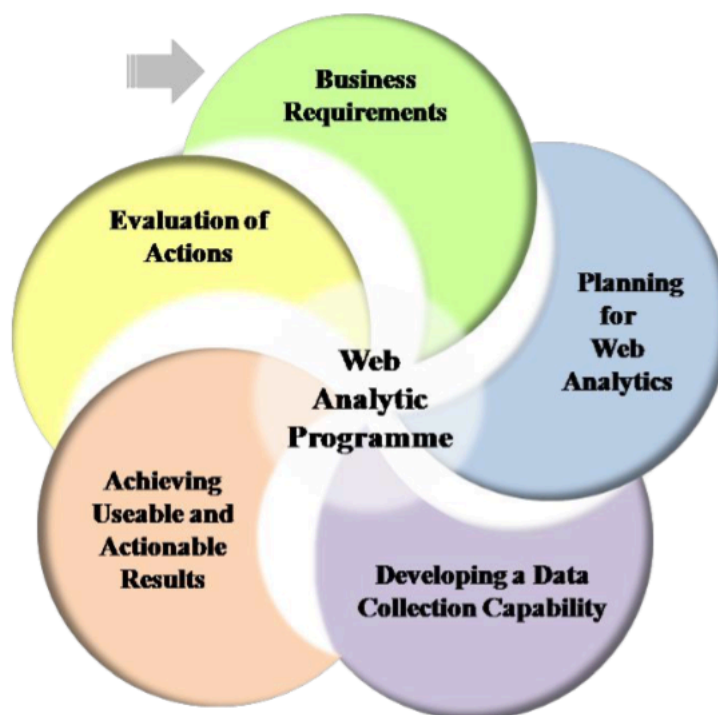 Business
Requirements
Planning
for
Web
Analytics
Developing a Data
Collection Capability
Achieving
Useable and
Actionable
Results
Evaluation of
Actions
Web
Analytic
Programme